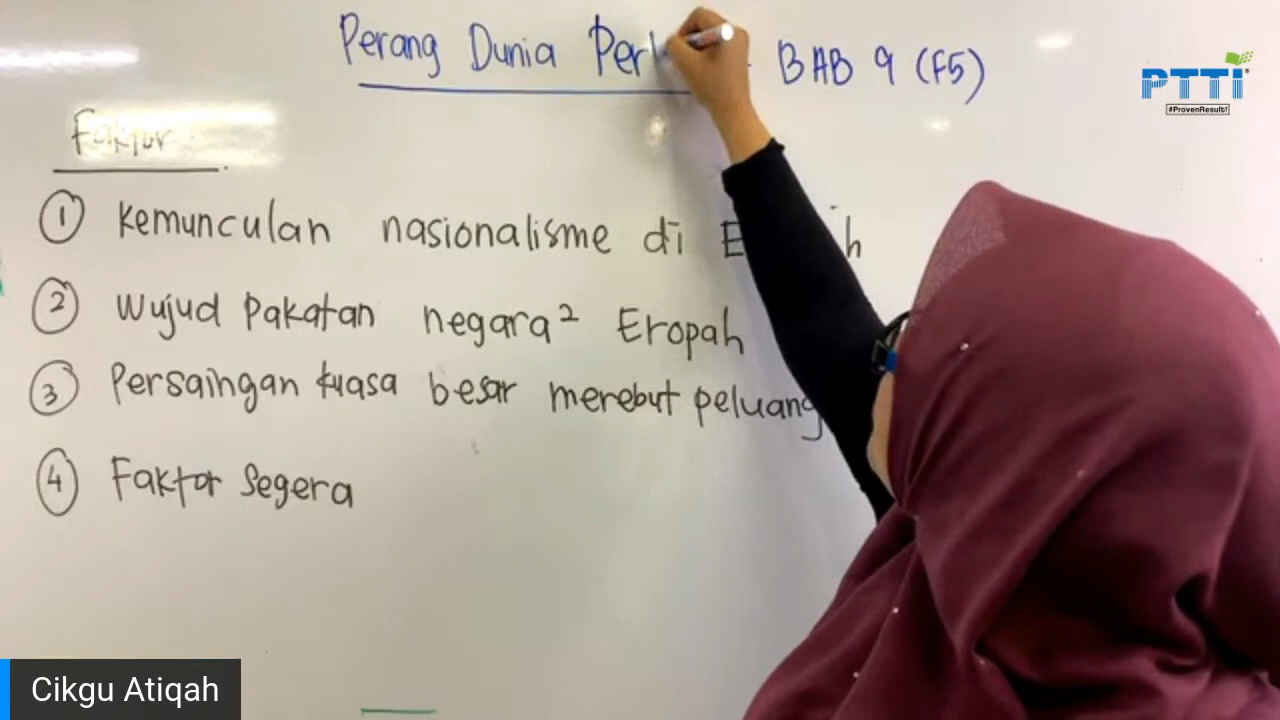 Perang Dunia BAB 9 (F5)
PTTI
#ProvenResult!
Faktor
1 Kemunculan nasionalisme di
2 Wujud Pakatan negara² Eropah
3 Persaingan kuasa besar merebut peluang
4 Faktor Segera
Cikgu Atiqah